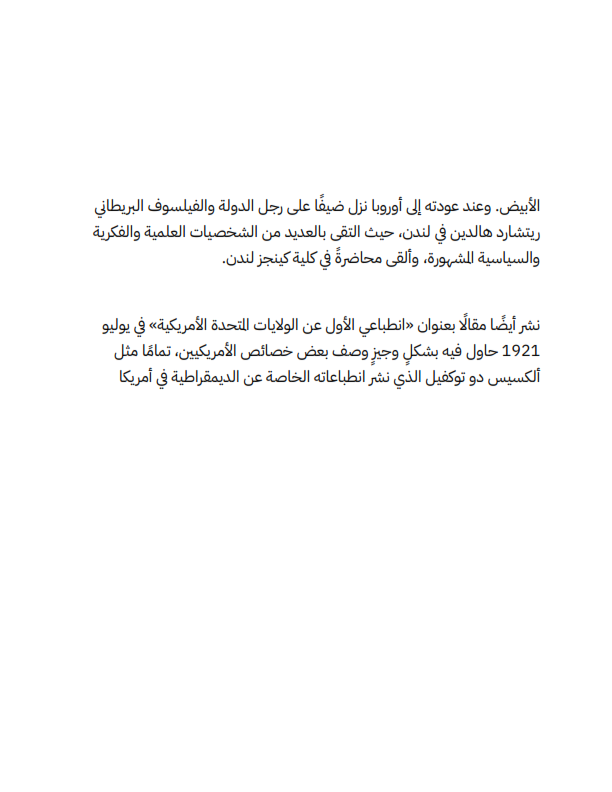 الأبيض. وعند عودته إلى أوروبا نزل ضيفًا على رجل الدولة والفيلسوف البريطاني
ريتشارد هالدين في لندن، حيث التقى بالعديد من الشخصيات العلمية والفكرية
والسياسية المشهورة، وألقى محاضرةً في كلية كينجز لندن.
نشر أيضًا مقالًا بعنوان «انطباعي الأول عن الولايات المتحدة الأمريكية» في يوليو
1921 حاول فيه بشكلٍ وجيزٍ وصف بعض خصائص الأمريكيين، تمامًا مثل
ألكسيس دو توكفيل الذي نشر انطباعاته الخاصة عن الديمقراطية في أمريكا